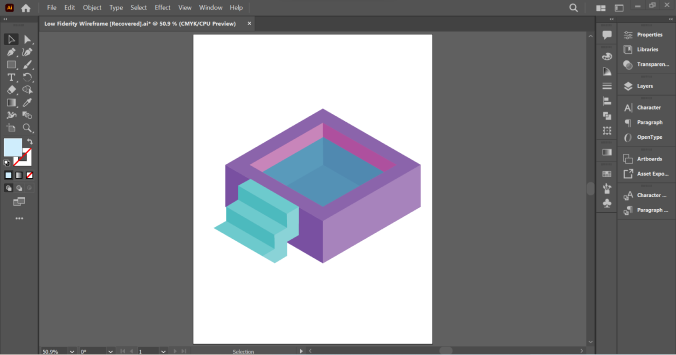 Ai File Edit Object Type Select Effect View Window Help
Low Fiderity Wireframe [Recovered].ai* @ 50.9 % (CMYK/CPU Preview) ×
Properties
Libraries
Transparen...
Layers
Character
Paragraph
OpenType
Artboards
Asset Expo...
Character ...
Paragraph ...
50.9% 0° 1 Selection